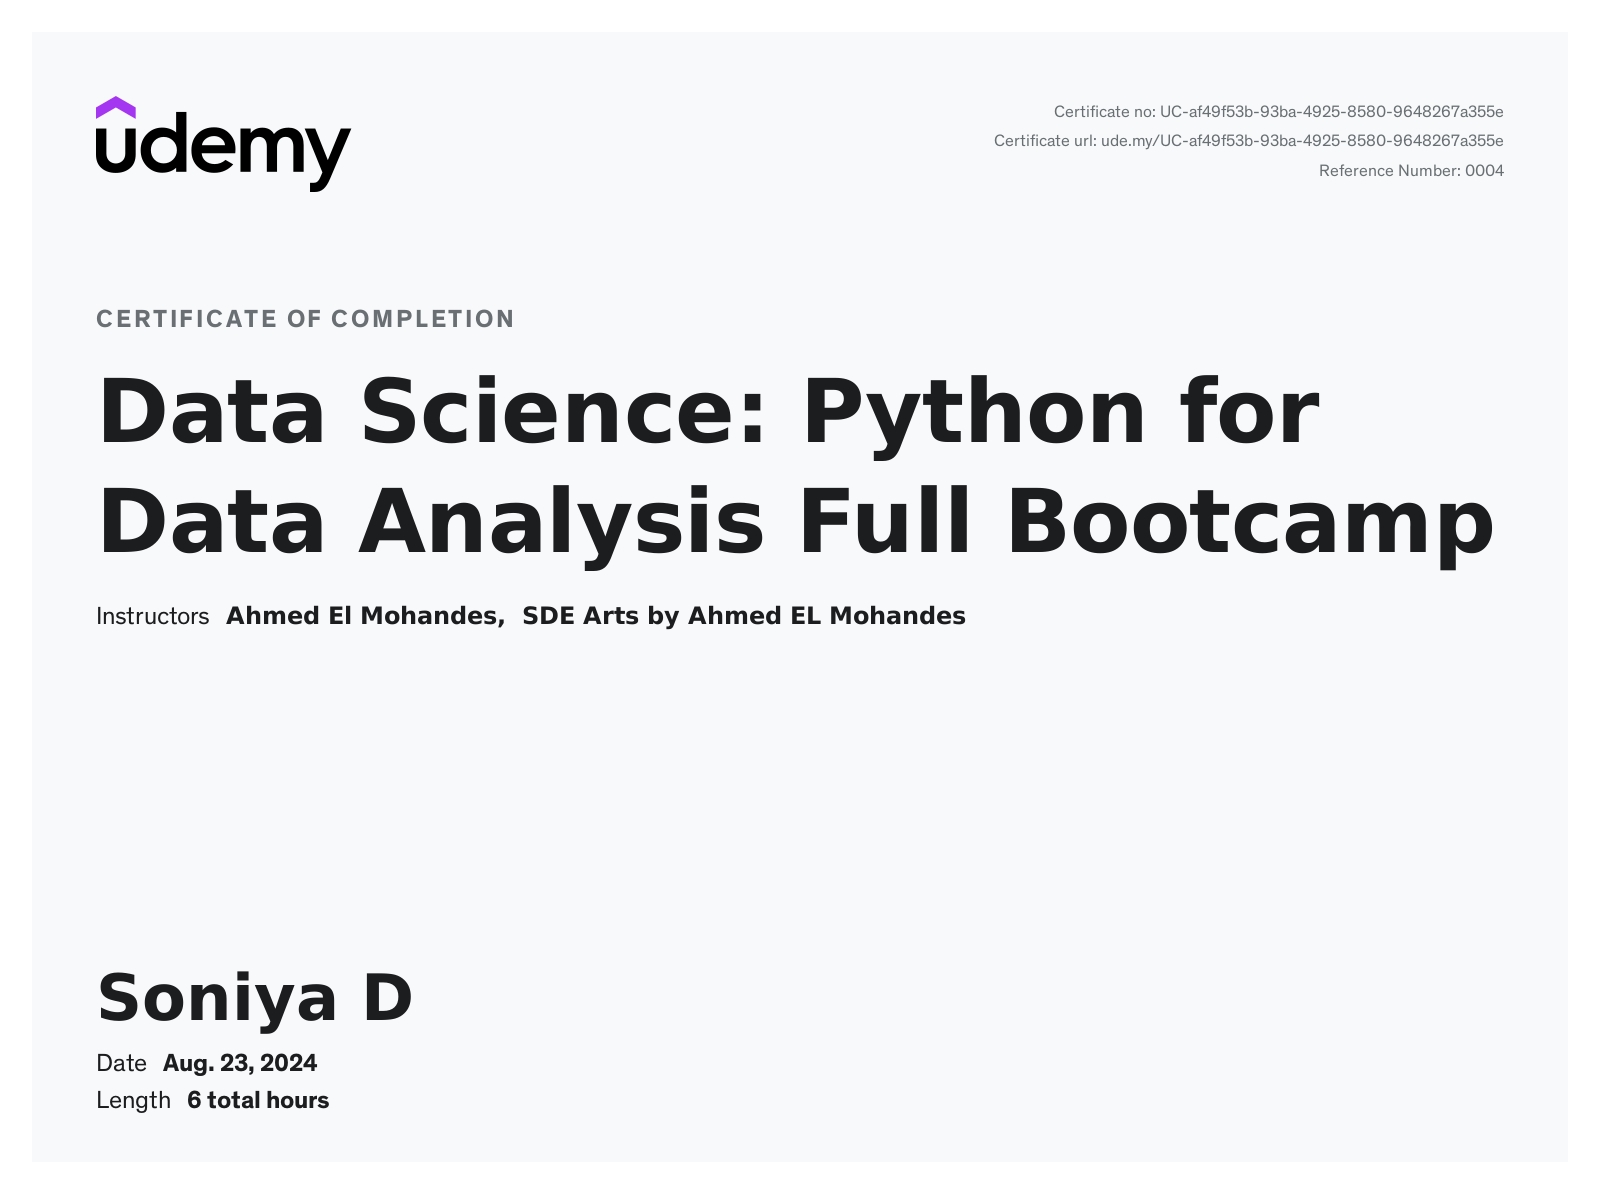 udemy
Certificate no: UC-af49f53b-93ba-4925-8580-9648267a355e
Certificate url: ude.my/UC-af49f53b-93ba-4925-8580-9648267a355e
Reference Number: 0004
CERTIFICATE OF COMPLETION
Data Science: Python for
Data Analysis Full Bootcamp
Instructors Ahmed El Mohandes, SDE Arts by Ahmed EL Mohandes
Soniya D
Date Aug. 23, 2024
Length 6 total hours